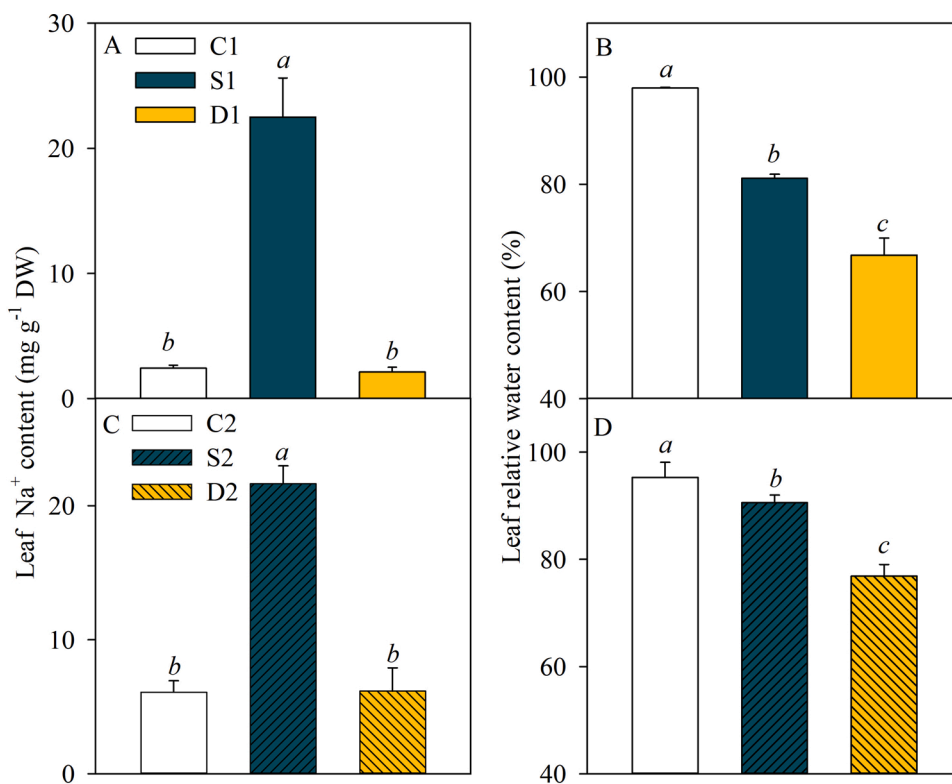 Leaf Na⁺ content (mg g⁻¹ DW)
A
C1
S1
D1
30
20
10
0
b
a
b
Leaf relative water content (%)
B
100
80
60
40
a
b
c
C
C2
S2
D2
20
10
0
b
a
b
D
100
80
60
40
a
b
c